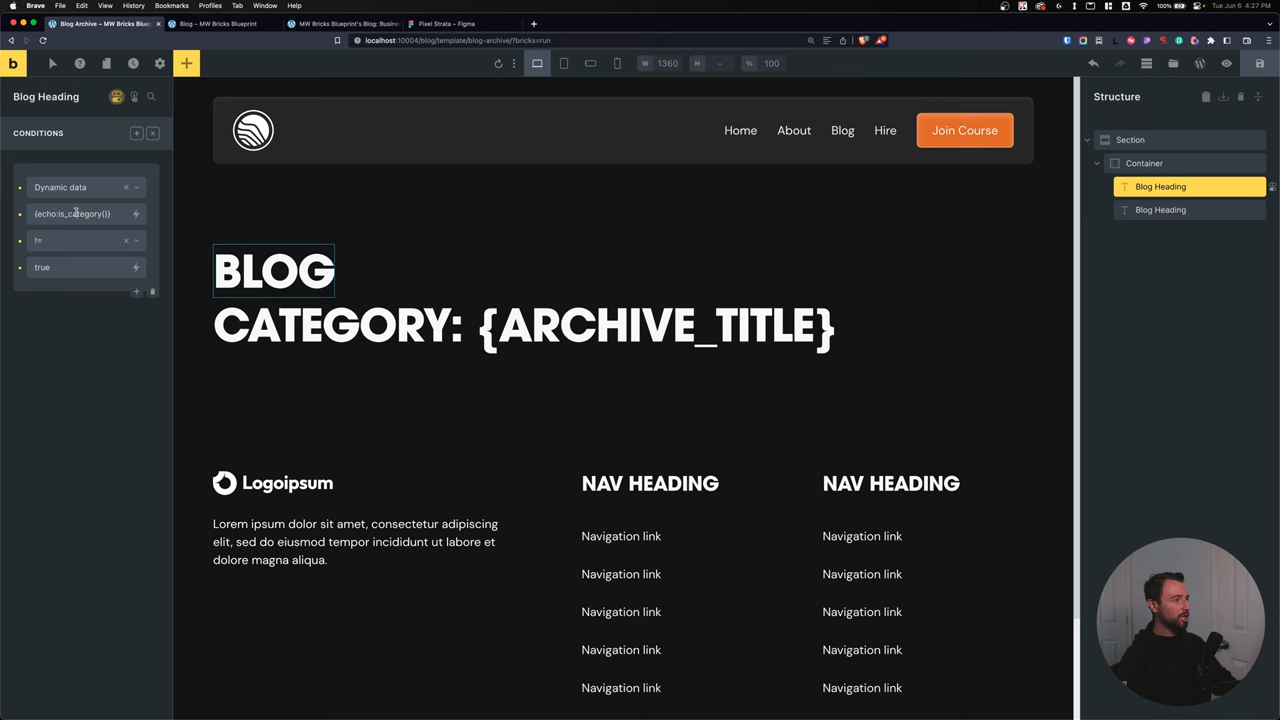 Brave File Edit View History Bookmarks Profiles Tab Window Help
100% Tue Jun 6 4:27 PM
Blog Archive – MW Bricks Bluep
Blog – MW Bricks Blueprint
MW Bricks Blueprint's Blog: Busine
Pixel Strata – Figma
localhost:10004/blog/template/blog-archive/?bricks=run
b
W 1360 H - % 100
Blog Heading
Structure
CONDITIONS
Dynamic data
{echo:is_category()}
!=
true
Home About Blog Hire Join Course
Section
Container
Blog Heading
Blog Heading
BLOG
CATEGORY: {ARCHIVE_TITLE}
Logoipsum
Lorem ipsum dolor sit amet, consectetur adipiscing
elit, sed do eiusmod tempor incididunt ut labore et
dolore magna aliqua.
NAV HEADING
Navigation link
Navigation link
Navigation link
Navigation link
Navigation link
NAV HEADING
Navigation link
Navigation link
Navigation link
Navigation link
Navigation link